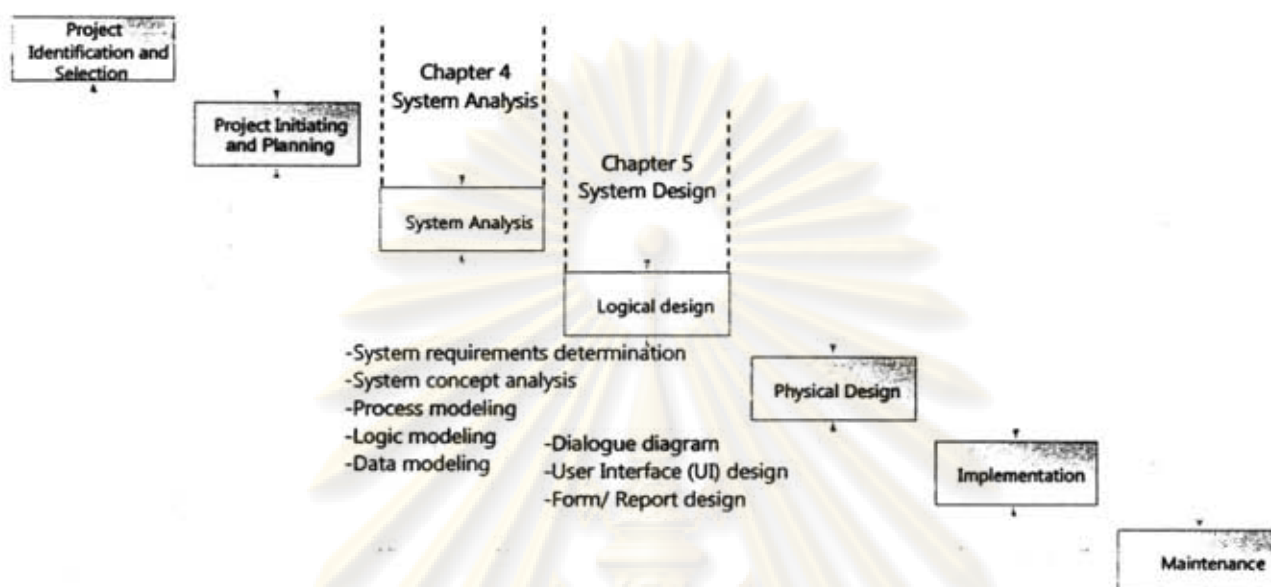 Project
Identification and
Selection
Project Initiating
and Planning
Chapter 4
System Analysis
System Analysis
Chapter 5
System Design
Logical design
-System requirements determination
-System concept analysis
-Process modeling
-Logic modeling
-Data modeling
-Dialogue diagram
-User Interface (UI) design
-Form/ Report design
Physical Design
Implementation
Maintenance